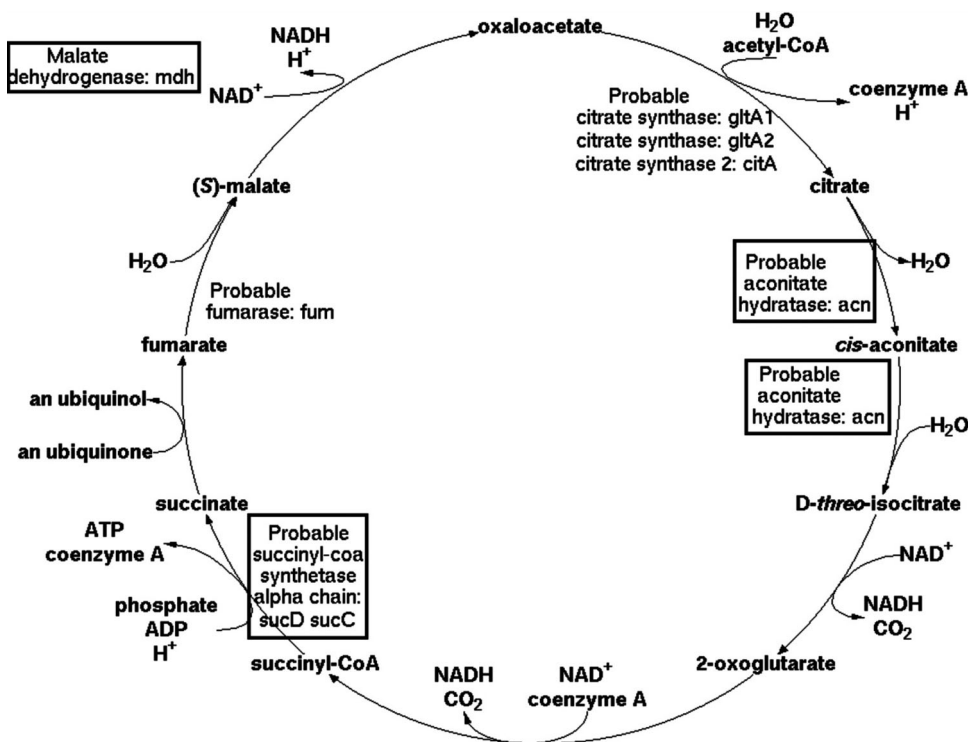 oxaloacetate
H₂O
acetyl-CoA
coenzyme A
H⁺
Probable
citrate synthase: gltA1
citrate synthase: gltA2
citrate synthase 2: citA
citrate
H₂O
Probable
aconitate
hydratase: acn
cis-aconitate
Probable
aconitate
hydratase: acn
H₂O
D-threo-isocitrate
NAD⁺
NADH
CO₂
2-oxoglutarate
NAD⁺
coenzyme A
NADH
CO₂
succinyl-CoA
Probable
succinyl-coa
synthetase
alpha chain:
sucD sucC
phosphate
ADP
H⁺
ATP
coenzyme A
succinate
an ubiquinone
an ubiquinol
fumarate
Probable
fumarase: fum
H₂O
(S)-malate
Malate
dehydrogenase: mdh
NAD⁺
NADH
H⁺